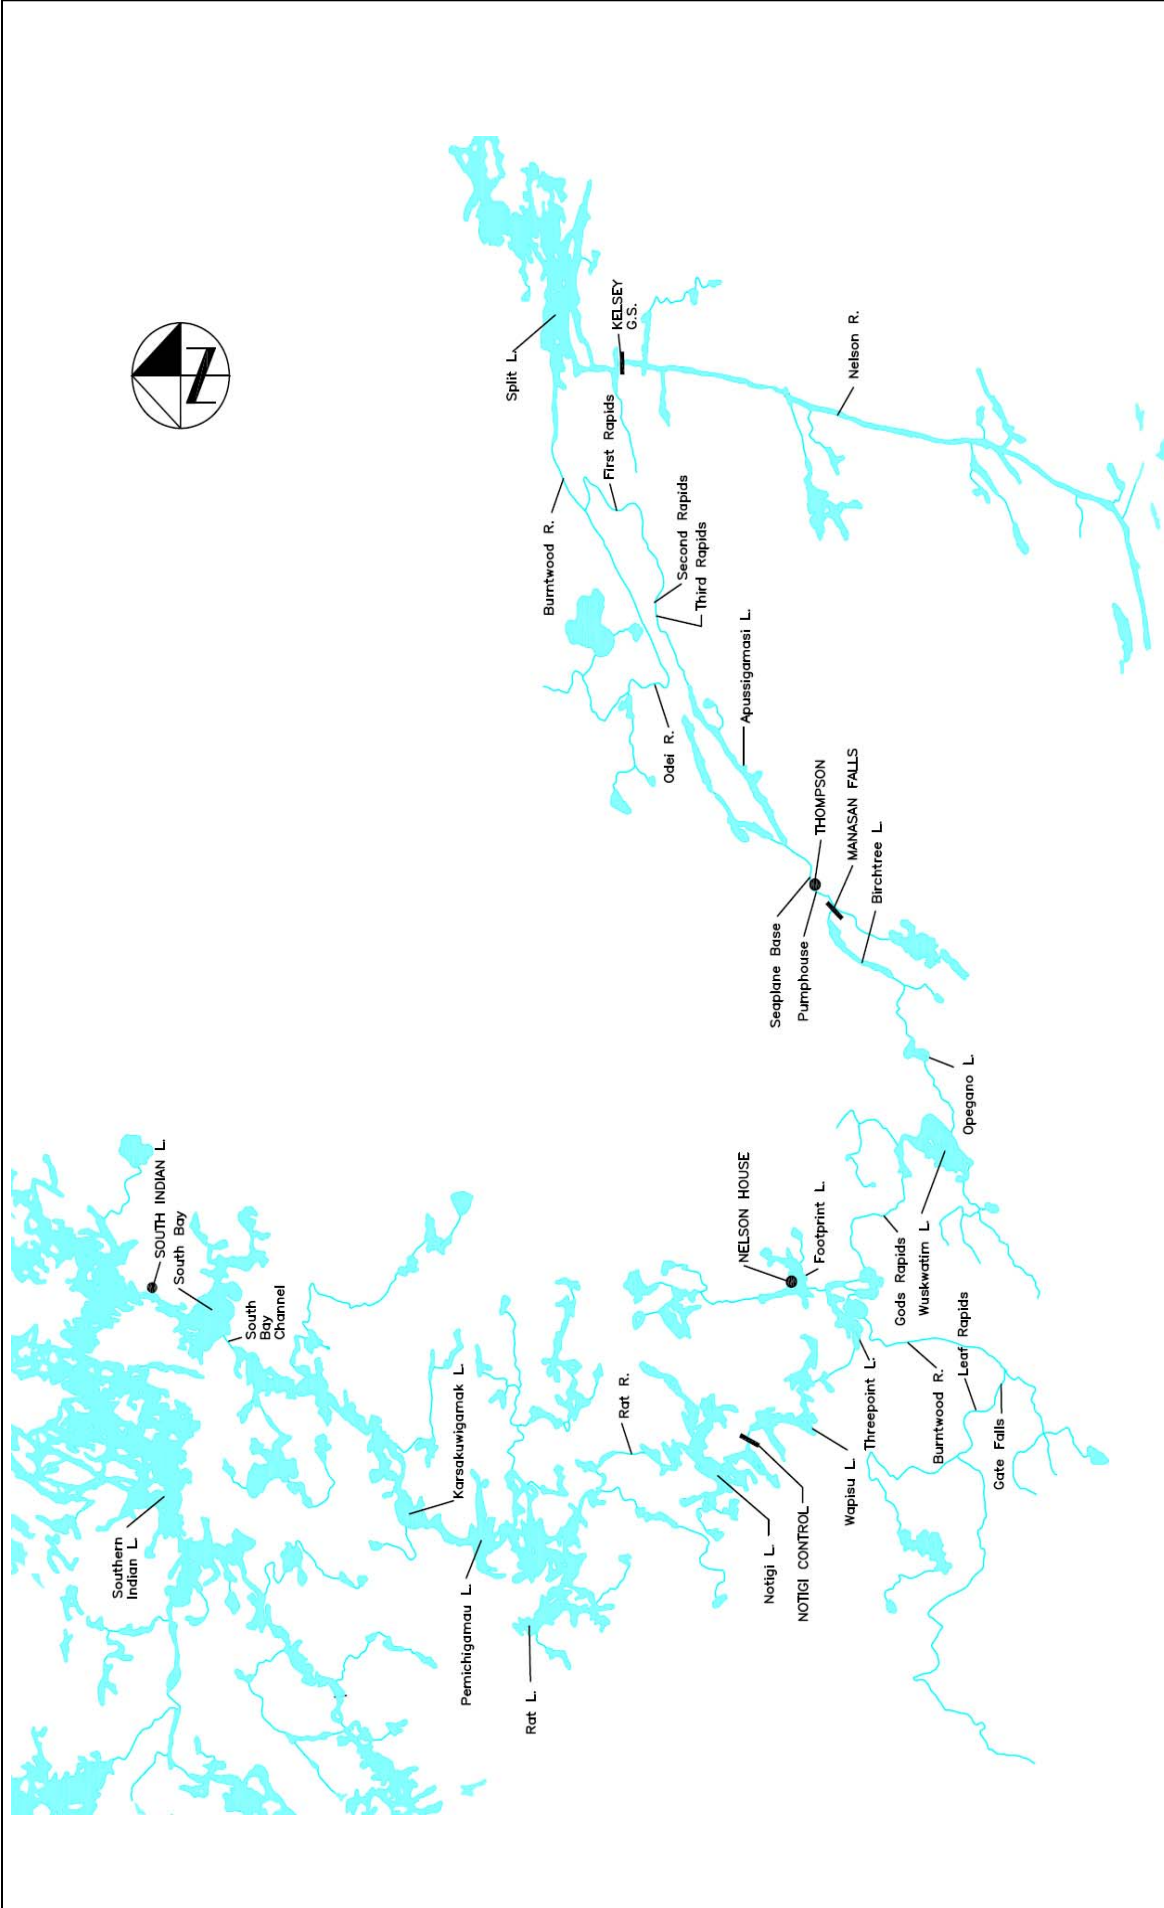 Southern
Indian L.
SOUTH INDIAN L.
South Bay
South
Bay
Channel
Karsakuwigamak L.
Pemichigamau L.
Rat L.
Rat R.
Notigi L.
NOTIGI CONTROL
Wapisu L.
Threepoint L.
NELSON HOUSE
Footprint L.
Gods Rapids
Wuskwatim L.
Burntwood R.
Leaf Rapids
Gate Falls
Opegano L.
Seaplane Base
Pumphouse
THOMPSON
MANASAN FALLS
Birchtree L.
Apussigamasi L.
Odei R.
Burntwood R.
Third Rapids
Second Rapids
First Rapids
Split L.
KELSEY
G.S.
Nelson R.
N